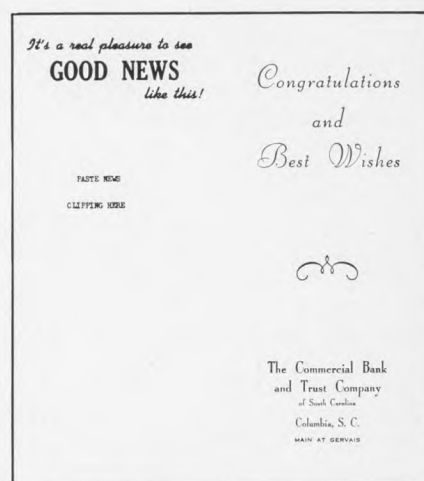 It's a real pleasure to see
GOOD NEWS
like this!
PASTE NEWS
CLIPPING HERE
Congratulations
and
Best Wishes
The Commercial Bank
and Trust Company
of South Carolina
Columbia, S. C.
MAIN AT GERVAIS